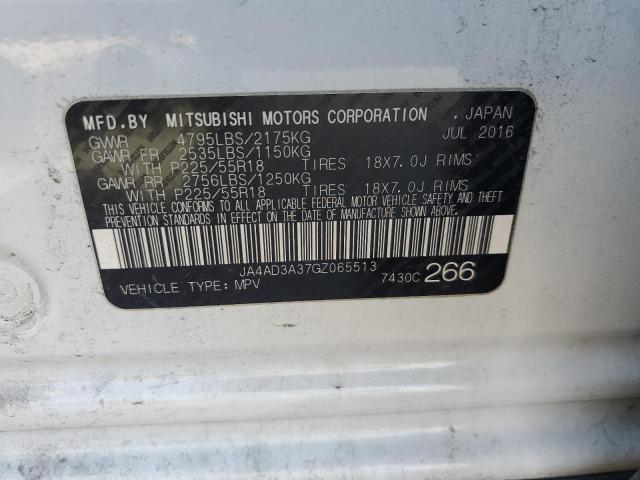 MFD.BY MITSUBISHI MOTORS CORPORATION . JAPAN
GWVR 4795LBS/2175KG JUL 2016
GAWR FR 2535LBS/1150KG
WITH P225/55R18 TIRES 18X7.0J RIMS
GAWR RR 2756LBS/1250KG
WITH P225/55R18 TIRES 18X7.0J RIMS
THIS VEHICLE CONFORMS TO ALL APPLICABLE FEDERAL MOTOR VEHICLE SAFETY AND THEFT
PREVENTION STANDARDS IN EFFECT ON THE DATE OF MANUFACTURE SHOWN ABOVE.
JA4AD3A37GZ065513
VEHICLE TYPE: MPV 7430C 266